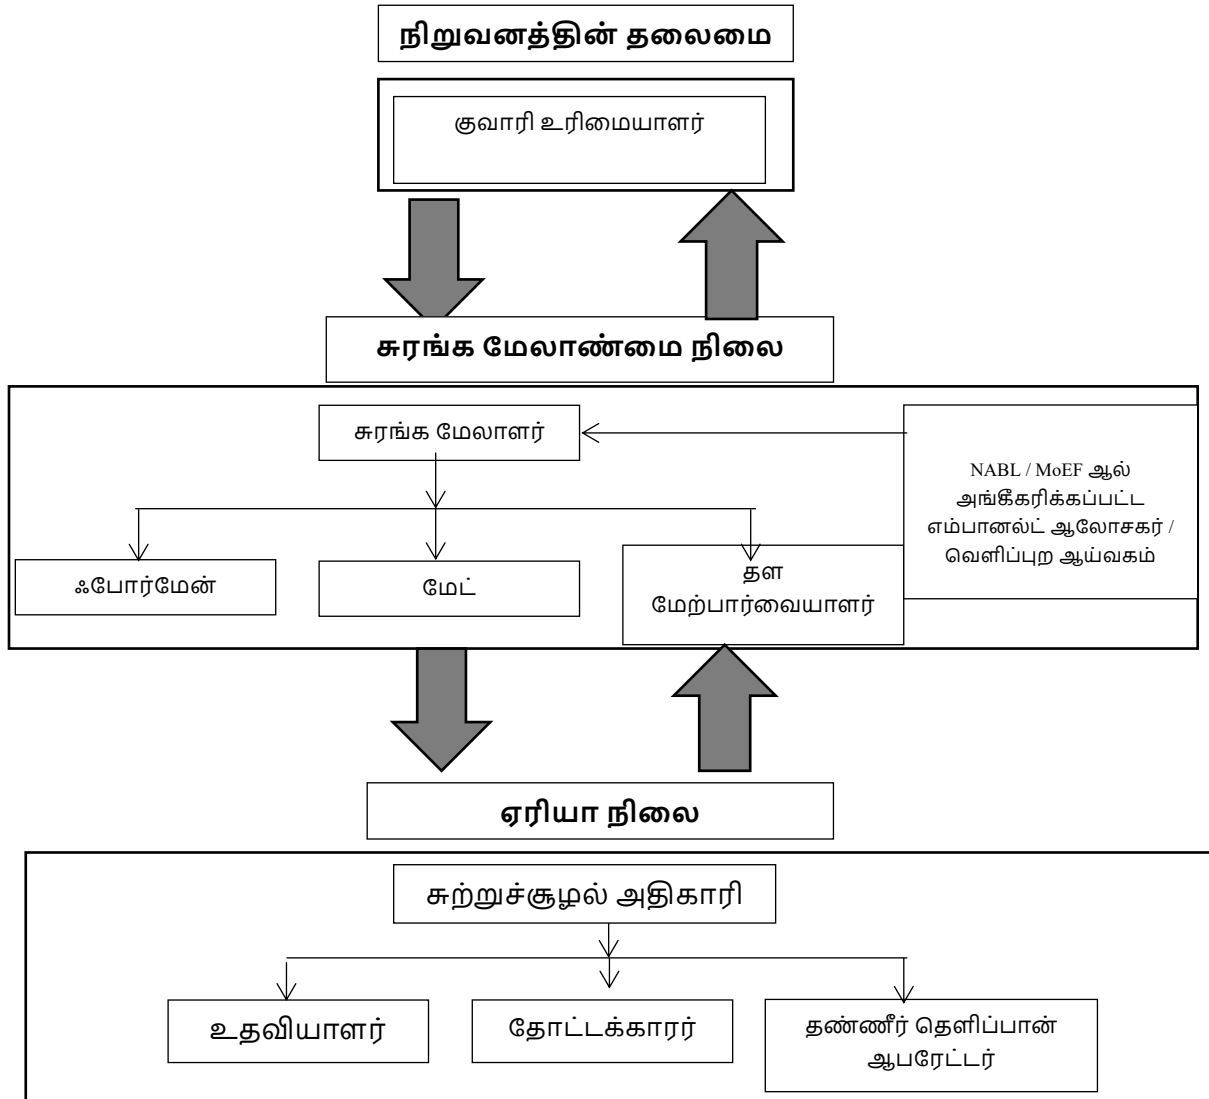 நிறுவனத்தின் தலைமை
குவாரி உரிமையாளர்
சுரங்க மேலாண்மை நிலை
சுரங்க மேலாளர்
NABL / MoEF ஆல்
அங்கீகரிக்கப்பட்ட
எம்பானல்ட் ஆலோசகர் /
வெளிப்புற ஆய்வகம்
ஃபோர்மேன்
மேட்
தள
மேற்பார்வையாளர்
ஏரியா நிலை
சுற்றுச்சூழல் அதிகாரி
உதவியாளர்
தோட்டக்காரர்
தண்ணீர் தெளிப்பான்
ஆபரேட்டர்